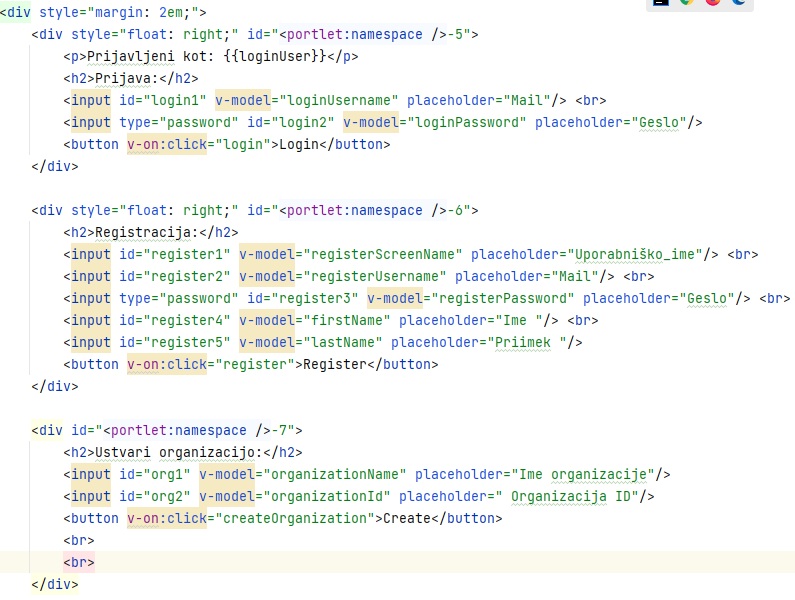 <div style="margin: 2em;">
    <div style="float: right;" id="<portlet:namespace />-5">
        <p>Prijavljeni kot: {{loginUser}}</p>
        <h2>Prijava:</h2>
        <input id="login1" v-model="loginUsername" placeholder="Mail"/> <br>
        <input type="password" id="login2" v-model="loginPassword" placeholder="Geslo"/>
        <button v-on:click="login">Login</button>
    </div>

    <div style="float: right;" id="<portlet:namespace />-6">
        <h2>Registracija:</h2>
        <input id="register1" v-model="registerScreenName" placeholder="Uporabniško_ime"/> <br>
        <input id="register2" v-model="registerUsername" placeholder="Mail"/> <br>
        <input type="password" id="register3" v-model="registerPassword" placeholder="Geslo"/> <br>
        <input id="register4" v-model="firstName" placeholder="Ime "/> <br>
        <input id="register5" v-model="lastName" placeholder="Priimek "/>
        <button v-on:click="register">Register</button>
    </div>

    <div id="<portlet:namespace />-7">
        <h2>Ustvari organizacijo:</h2>
        <input id="org1" v-model="organizationName" placeholder="Ime organizacije"/>
        <input id="org2" v-model="organizationId" placeholder=" Organizacija ID"/>
        <button v-on:click="createOrganization">Create</button>
        <br>
        <br>
    </div>